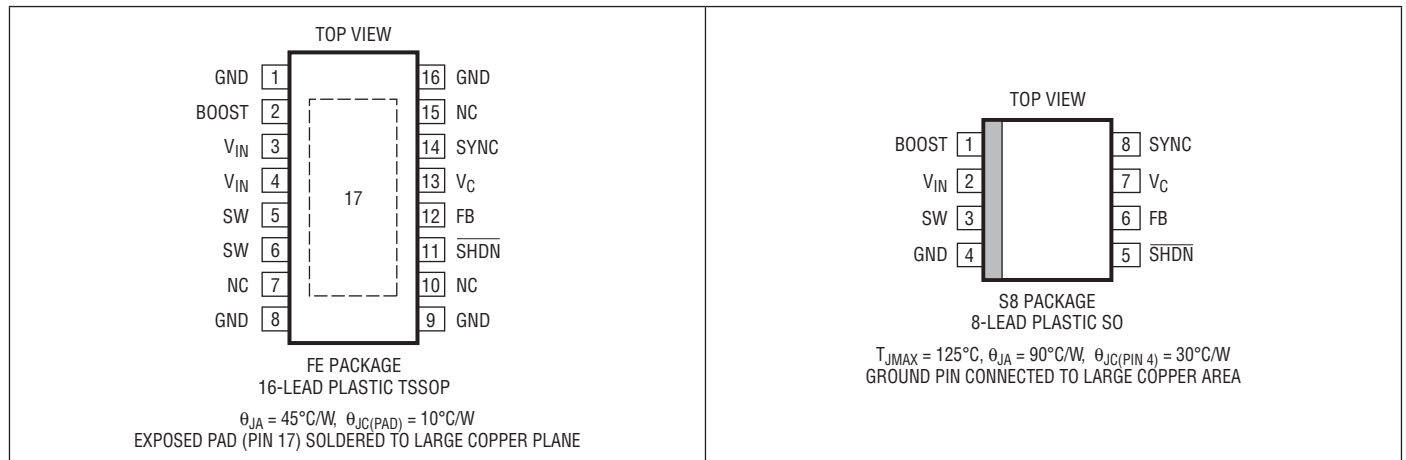 TOP VIEW
GND 1 16 GND
BOOST 2 15 NC
VIN 3 14 SYNC
VIN 4 13 VC
17
SW 5 12 FB
SW 6 11 SHDN
NC 7 10 NC
GND 8 9 GND
FE PACKAGE
16-LEAD PLASTIC TSSOP
θJA = 45°C/W, θJC(PAD) = 10°C/W
EXPOSED PAD (PIN 17) SOLDERED TO LARGE COPPER PLANE
TOP VIEW
BOOST 1 8 SYNC
VIN 2 7 VC
SW 3 6 FB
GND 4 5 SHDN
S8 PACKAGE
8-LEAD PLASTIC SO
TJMAX = 125°C, θJA = 90°C/W, θJC(PIN 4) = 30°C/W
GROUND PIN CONNECTED TO LARGE COPPER AREA